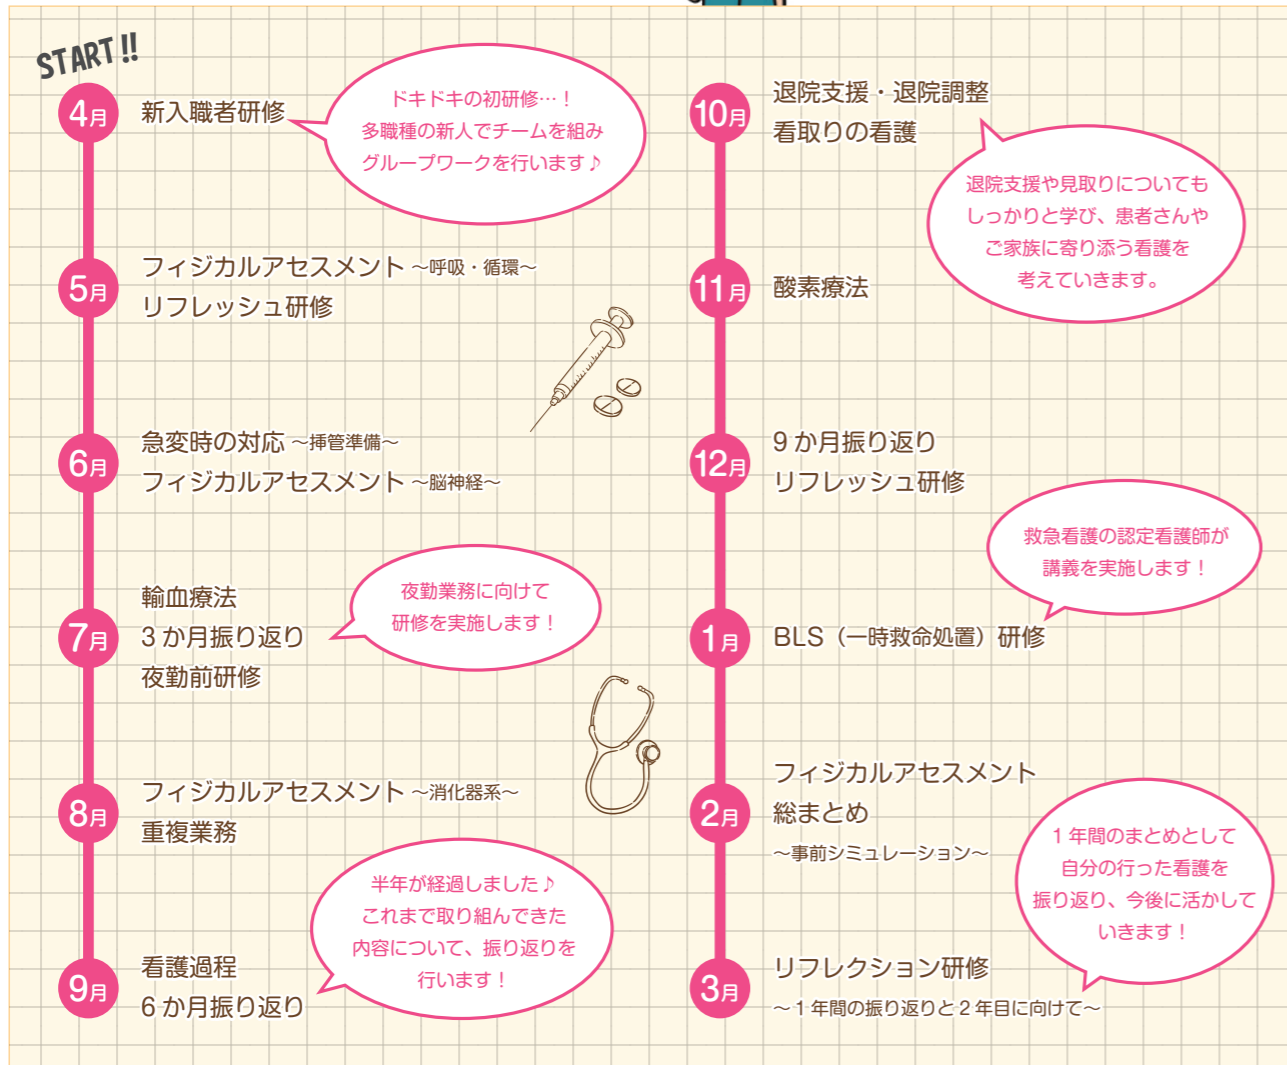 START!!
4月
新入職者研修
ドキドキの初研修…！
多職種の新人でチームを組み
グループワークを行います♪
5月
フィジカルアセスメント ～呼吸・循環～
リフレッシュ研修
6月
急変時の対応 ～挿管準備～
フィジカルアセスメント ～脳神経～
7月
輸血療法
3か月振り返り
夜勤前研修
夜勤業務に向けて
研修を実施します！
8月
フィジカルアセスメント ～消化器系～
重複業務
9月
看護過程
6か月振り返り
半年が経過しました♪
これまで取り組んできた
内容について、振り返りを
行います！
10月
退院支援・退院調整
看取りの看護
退院支援や見取りについても
しっかりと学び、患者さんや
ご家族に寄り添う看護を
考えていきます。
11月
酸素療法
12月
9か月振り返り
リフレッシュ研修
1月
BLS（一時救命処置）研修
救急看護の認定看護師が
講義を実施します！
2月
フィジカルアセスメント
総まとめ
～事前シミュレーション～
3月
リフレクション研修
～1年間の振り返りと2年目に向けて～
1年間のまとめとして
自分の行った看護を
振り返り、今後に活かして
いきます！